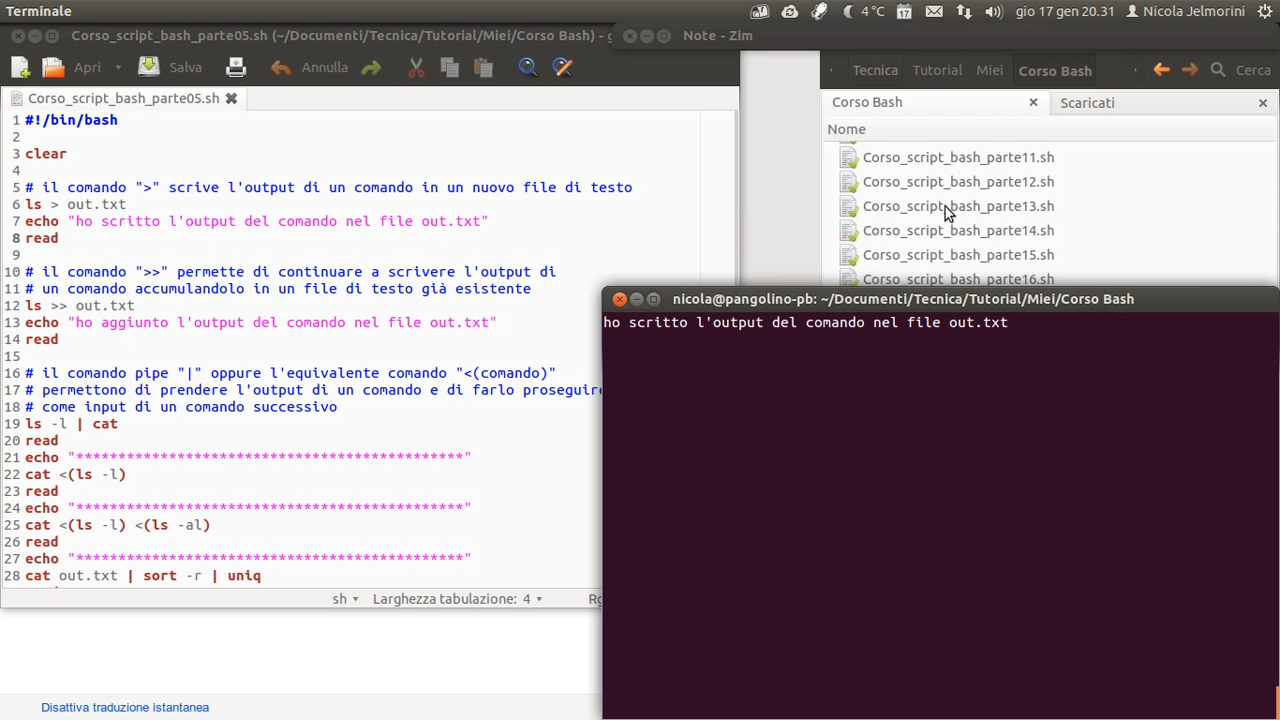 Terminale
4 °C
17
gio 17 gen 20.31
Nicola Jelmorini
Corso_script_bash_parte05.sh (~/Documenti/Tecnica/Tutorial/Miei/Corso Bash) - g
Note - Zim
Apri
Salva
Annulla
Tecnica
Tutorial
Miei
Corso Bash
Cerca
Corso_script_bash_parte05.sh
Corso Bash
Scaricati
Nome
Corso_script_bash_parte11.sh
Corso_script_bash_parte12.sh
Corso_script_bash_parte13.sh
Corso_script_bash_parte14.sh
Corso_script_bash_parte15.sh
Corso_script_bash_parte16.sh
1 #!/bin/bash
2
3 clear
4
5 # il comando ">" scrive l'output di un comando in un nuovo file di testo
6 ls > out.txt
7 echo "ho scritto l'output del comando nel file out.txt"
8 read
9
10 # il comando ">>" permette di continuare a scrivere l'output di
11 # un comando accumulandolo in un file di testo già esistente
12 ls >> out.txt
13 echo "ho aggiunto l'output del comando nel file out.txt"
14 read
15
16 # il comando pipe "|" oppure l'equivalente comando "<(comando)"
17 # permettono di prendere l'output di un comando e di farlo proseguire
18 # come input di un comando successivo
19 ls -l | cat
20 read
21 echo "**********************************************"
22 cat <(ls -l)
23 read
24 echo "**********************************************"
25 cat <(ls -l) <(ls -al)
26 read
27 echo "**********************************************"
28 cat out.txt | sort -r | uniq
sh
Larghezza tabulazione: 4
nicola@pangolino-pb: ~/Documenti/Tecnica/Tutorial/Miei/Corso Bash
ho scritto l'output del comando nel file out.txt
Disattiva traduzione istantanea